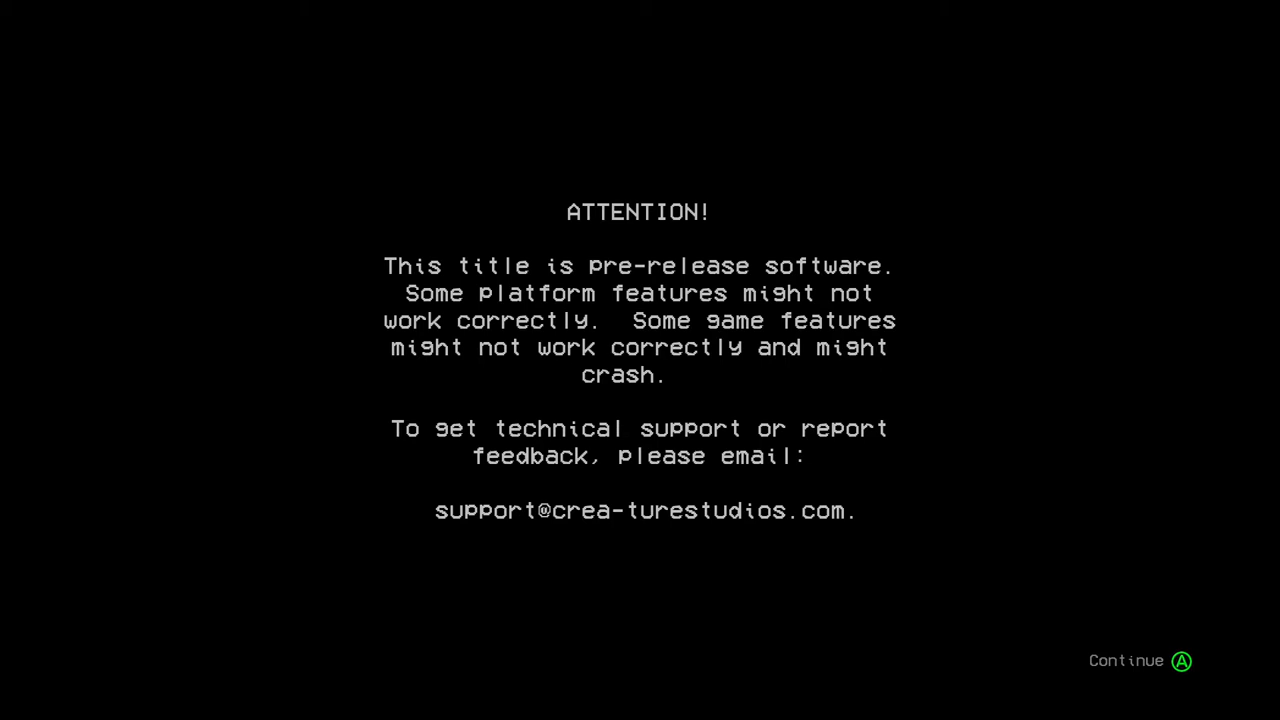 ATTENTION!
This title is pre-release software.
Some platform features might not
work correctly.  Some game features
might not work correctly and might
crash.
To get technical support or report
feedback, please email:
support@crea-turestudios.com.
Continue A